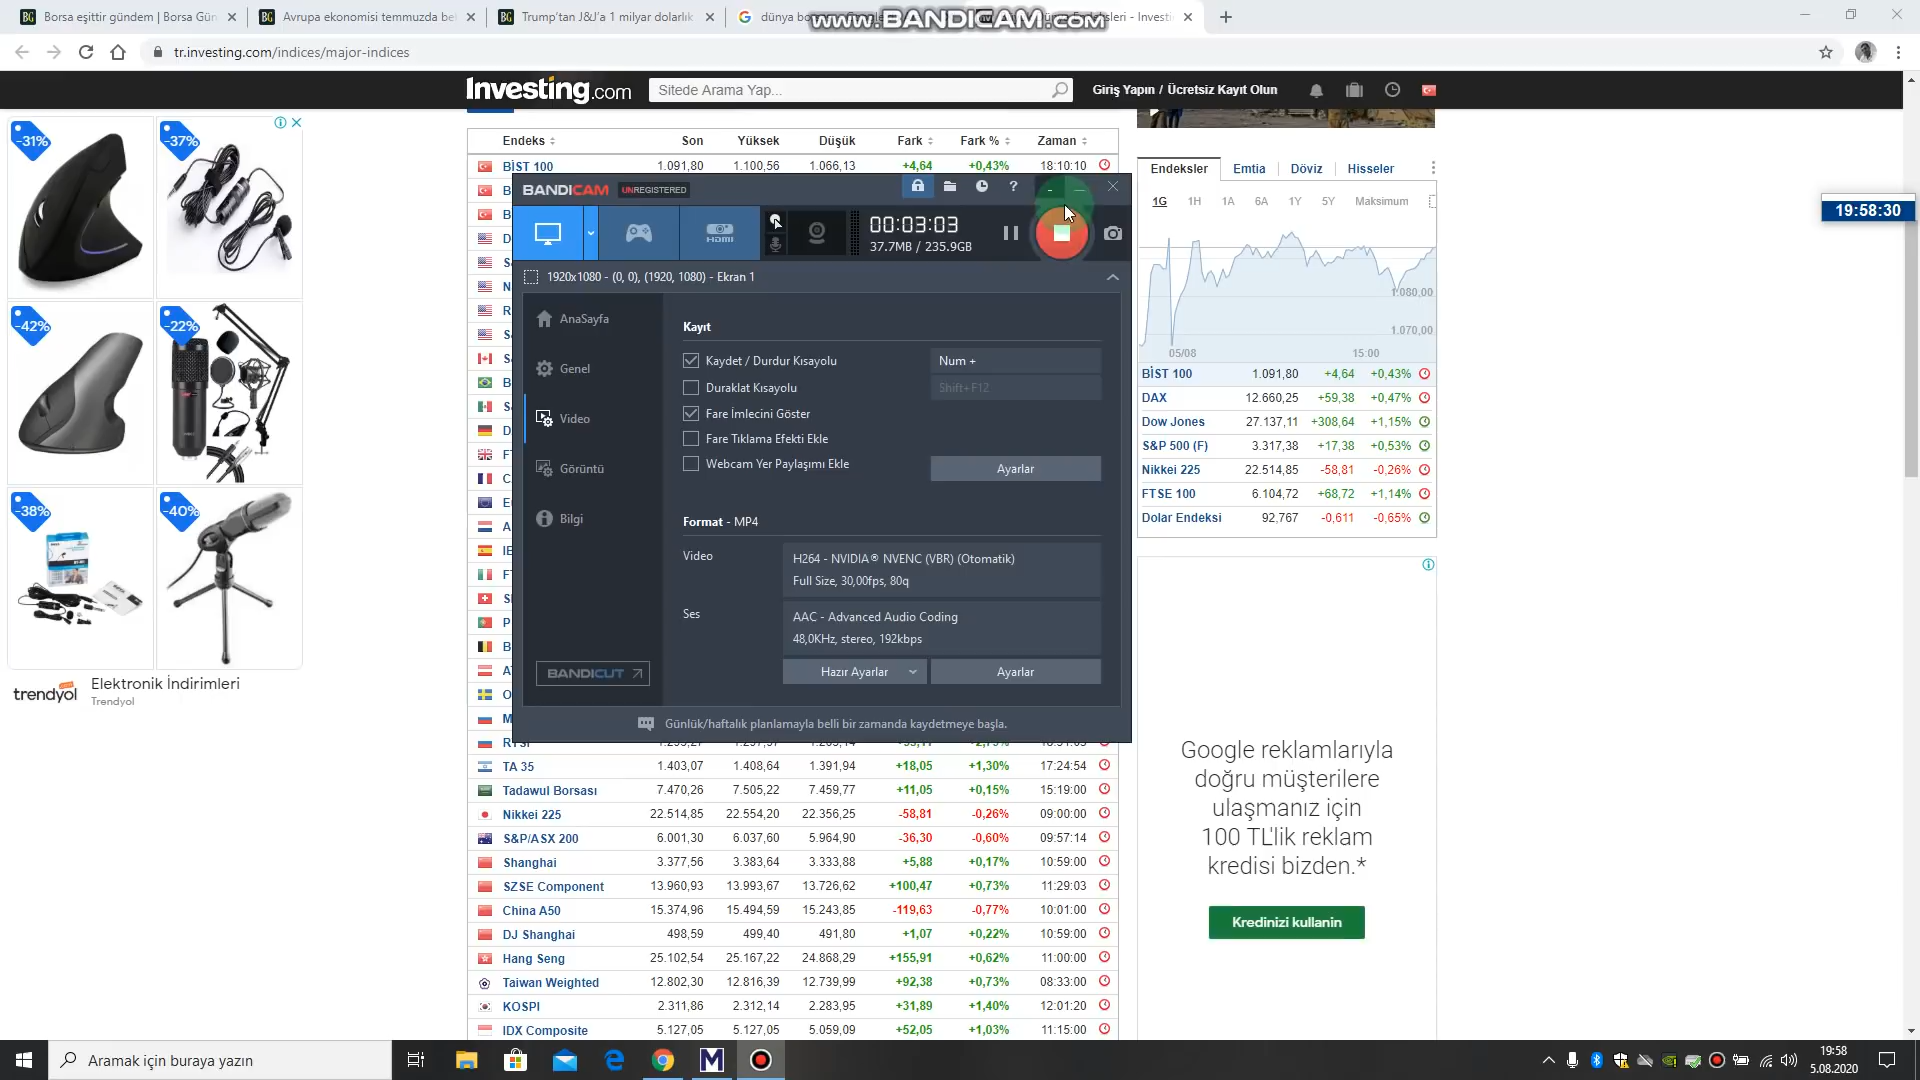 Borsa eşittir gündem | Borsa Gün
Avrupa ekonomisi temmuzda be
Trump'tan J&J'a 1 milyar dolarlık
dünya bo
Dünya Endeksleri - Investi
www.BANDICAM.com
tr.investing.com/indices/major-indices
Investing.com
Sitede Arama Yap...
Giriş Yapın / Ücretsiz Kayıt Olun
Endeks Son Yüksek Düşük Fark Fark % Zaman
BİST 100 1.091,80 1.100,56 1.066,13 +4,64 +0,43% 18:10:10
BANDICAM UNREGISTERED
?
HDMI
00:03:03
37.7MB / 235.9GB
1920x1080 - (0, 0), (1920, 1080) - Ekran 1
AnaSayfa
Genel
Video
Görüntü
Bilgi
BANDICUT
Kayıt
Kaydet / Durdur Kısayolu Num +
Duraklat Kısayolu Shift+F12
Fare İmlecini Göster
Fare Tıklama Efekti Ekle
Webcam Yer Paylaşımı Ekle Ayarlar
Format - MP4
Video
H264 - NVIDIA® NVENC (VBR) (Otomatik)
Full Size, 30,00fps, 80q
Ses
AAC - Advanced Audio Coding
48,0KHz, stereo, 192kbps
Hazır Ayarlar Ayarlar
Günlük/haftalık planlamayla belli bir zamanda kaydetmeye başla.
TA 35 1.403,07 1.408,64 1.391,94 +18,05 +1,30% 17:24:54
Tadawul Borsası 7.470,26 7.505,22 7.459,77 +11,05 +0,15% 15:19:00
Nikkei 225 22.514,85 22.554,20 22.356,25 -58,81 -0,26% 09:00:00
S&P/ASX 200 6.001,30 6.037,60 5.964,90 -36,30 -0,60% 09:57:14
Shanghai 3.377,56 3.383,64 3.333,88 +5,88 +0,17% 10:59:00
SZSE Component 13.960,93 13.993,67 13.726,62 +100,47 +0,73% 11:29:03
China A50 15.374,96 15.494,59 15.243,85 -119,63 -0,77% 10:01:00
DJ Shanghai 498,59 499,40 491,80 +1,07 +0,22% 10:59:00
Hang Seng 25.102,54 25.167,22 24.868,29 +155,91 +0,62% 11:00:00
Taiwan Weighted 12.802,30 12.816,39 12.739,99 +92,38 +0,73% 08:33:00
KOSPI 2.311,86 2.312,14 2.283,95 +31,89 +1,40% 12:01:20
IDX Composite 5.127,05 5.127,05 5.059,09 +52,05 +1,03% 11:15:00
-31%
-37%
-42%
-22%
-38%
-40%
trendyol
Elektronik İndirimleri
Trendyol
Endeksler Emtia Döviz Hisseler
1G 1H 1A 6A 1Y 5Y Maksimum
1.080,00
1.070,00
05/08 15:00
BİST 100 1.091,80 +4,64 +0,43%
DAX 12.660,25 +59,38 +0,47%
Dow Jones 27.137,11 +308,64 +1,15%
S&P 500 (F) 3.317,38 +17,38 +0,53%
Nikkei 225 22.514,85 -58,81 -0,26%
FTSE 100 6.104,72 +68,72 +1,14%
Dolar Endeksi 92,767 -0,611 -0,65%
19:58:30
Google reklamlarıyla
doğru müşterilere
ulaşmanız için
100 TL'lik reklam
kredisi bizden.*
Kredinizi kullanin
Aramak için buraya yazın
19:58
5.08.2020